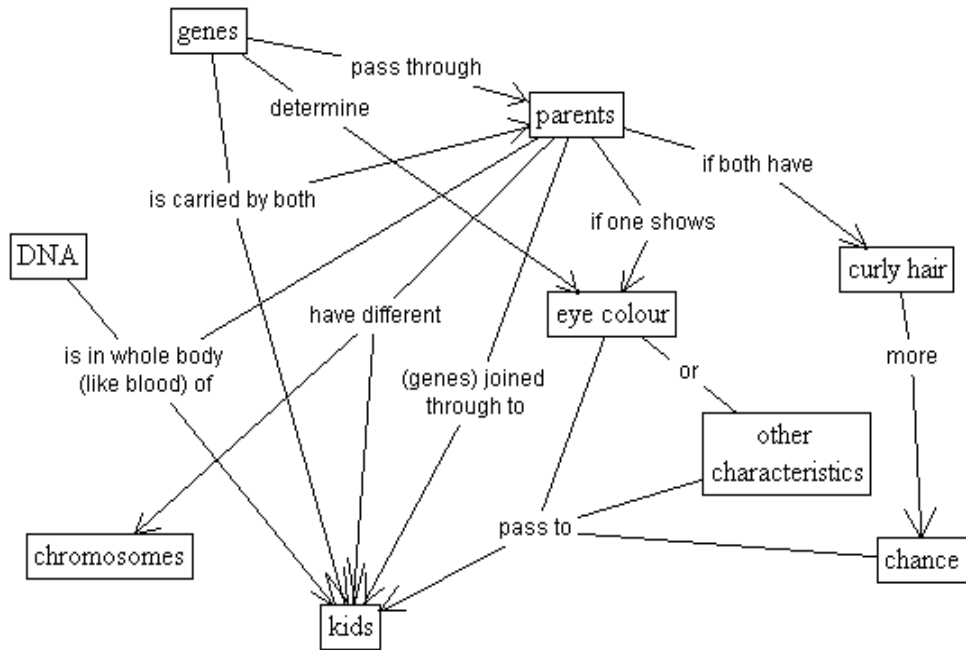 genes
pass through
determine
parents
if both have
is carried by both
if one shows
DNA
curly hair
eye colour
have different
is in whole body
(like blood) of
more
or
(genes) joined
through to
other
characteristics
pass to
chromosomes
chance
kids